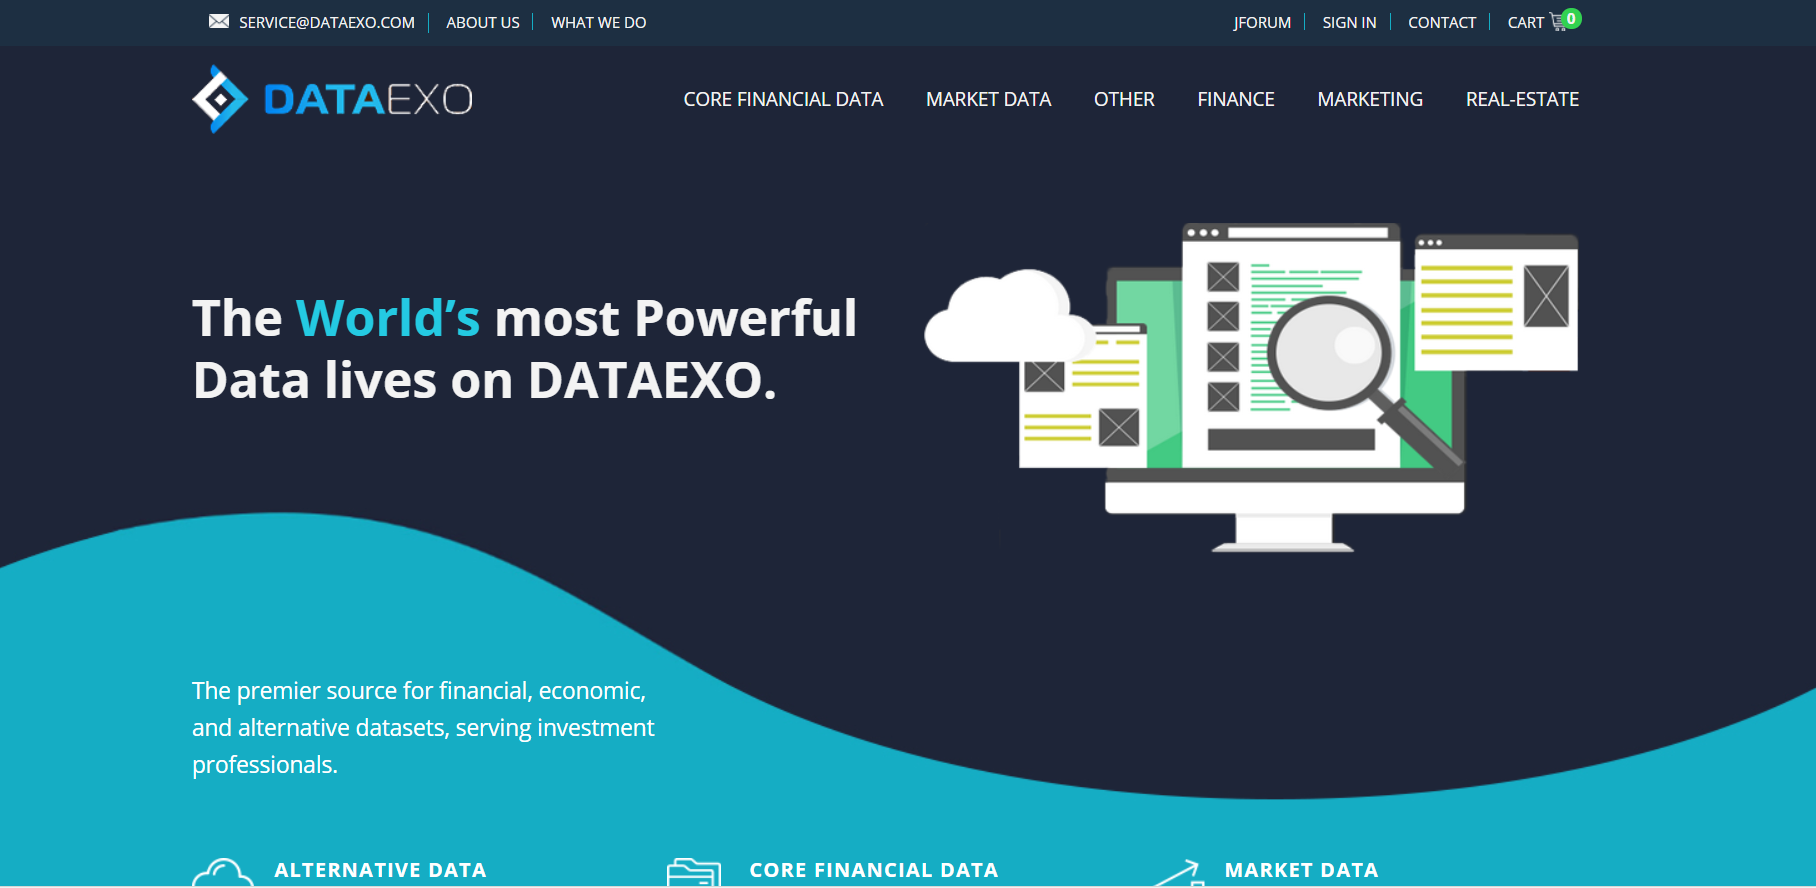 SERVICE@DATAEXO.COM ABOUT US WHAT WE DO JFORUM SIGN IN CONTACT CART 0
DATAEXO CORE FINANCIAL DATA MARKET DATA OTHER FINANCE MARKETING REAL-ESTATE
The World’s most Powerful
Data lives on DATAEXO.
The premier source for financial, economic,
and alternative datasets, serving investment
professionals.
ALTERNATIVE DATA CORE FINANCIAL DATA MARKET DATA